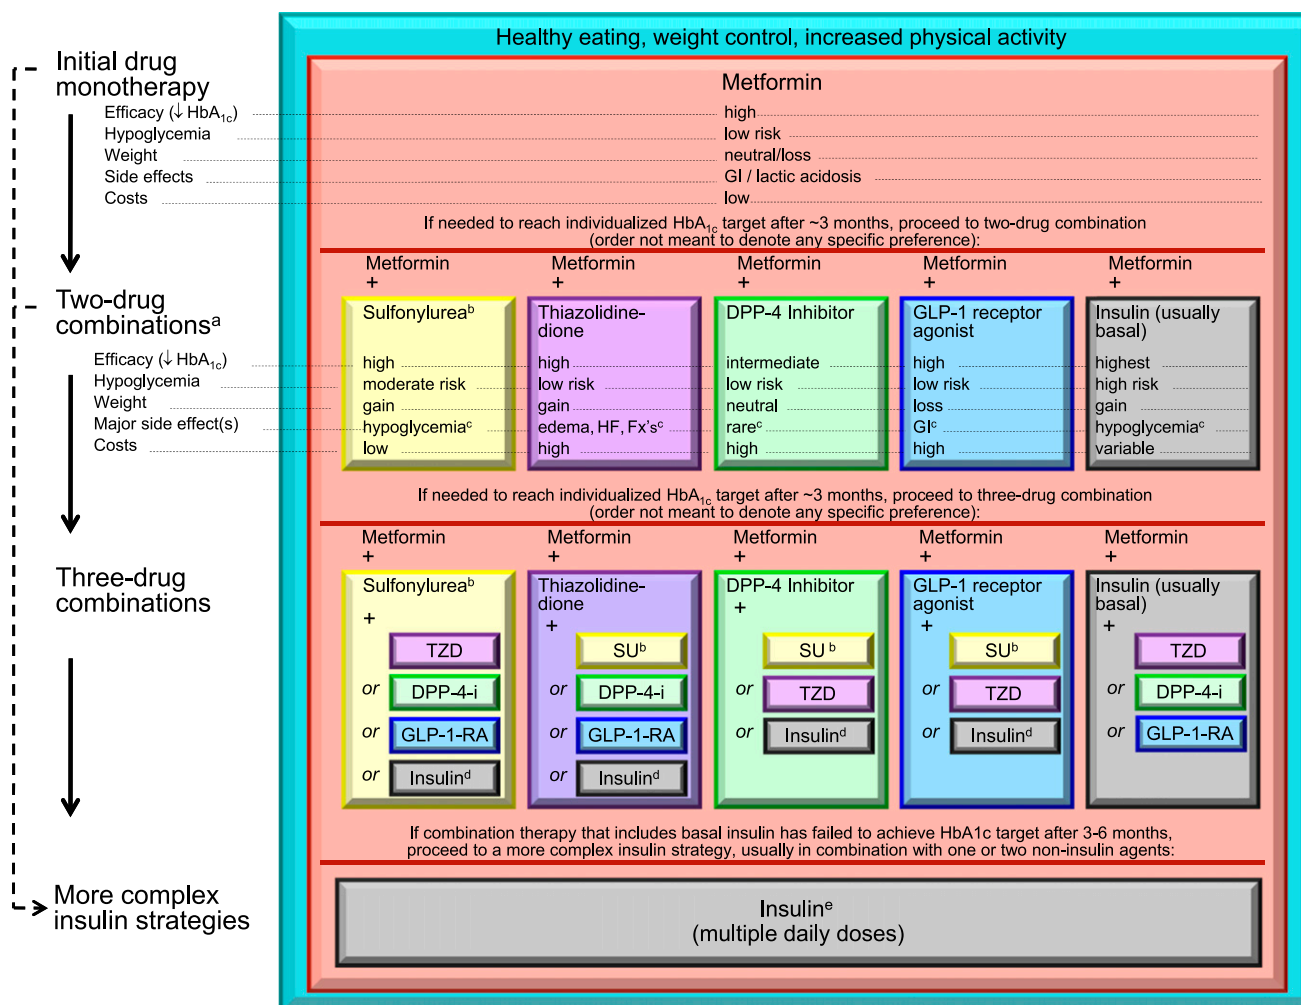 Healthy eating, weight control, increased physical activity
Initial drug
monotherapy
Metformin
Efficacy (↓ HbA1c) high
Hypoglycemia low risk
Weight neutral/loss
Side effects GI / lactic acidosis
Costs low
If needed to reach individualized HbA1c target after ~3 months, proceed to two-drug combination
(order not meant to denote any specific preference):
Metformin Metformin Metformin Metformin Metformin
+ + + + +
Two-drug
combinationsa
Sulfonylureab Thiazolidine- DPP-4 Inhibitor GLP-1 receptor Insulin (usually
dione agonist basal)
Efficacy (↓ HbA1c) high high intermediate high highest
Hypoglycemia moderate risk low risk low risk low risk high risk
Weight gain gain neutral loss gain
Major side effect(s) hypoglycemiac edema, HF, Fx'sc rarec GIc hypoglycemiac
Costs low high high high variable
If needed to reach individualized HbA1c target after ~3 months, proceed to three-drug combination
(order not meant to denote any specific preference):
Metformin Metformin Metformin Metformin Metformin
+ + + + +
Three-drug
combinations
Sulfonylureab Thiazolidine- DPP-4 Inhibitor GLP-1 receptor Insulin (usually
dione agonist basal)
+ + + + +
TZD SUb SU b SUb TZD
or DPP-4-i or DPP-4-i or TZD or TZD or DPP-4-i
or GLP-1-RA or GLP-1-RA or Insulind or Insulind or GLP-1-RA
or Insulind or Insulind
If combination therapy that includes basal insulin has failed to achieve HbA1c target after 3-6 months,
proceed to a more complex insulin strategy, usually in combination with one or two non-insulin agents:
More complex
insulin strategies
Insuline
(multiple daily doses)